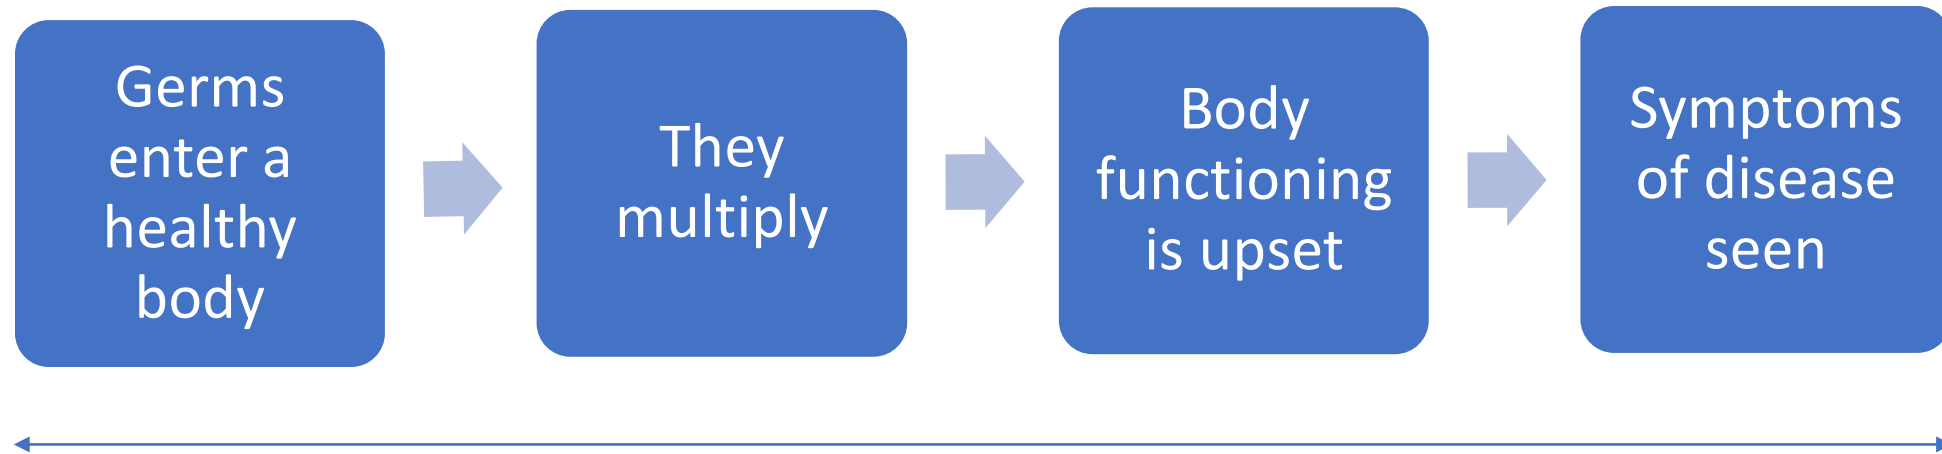 Germs
enter a
healthy
body
They
multiply
Body
functioning
is upset
Symptoms
of disease
seen